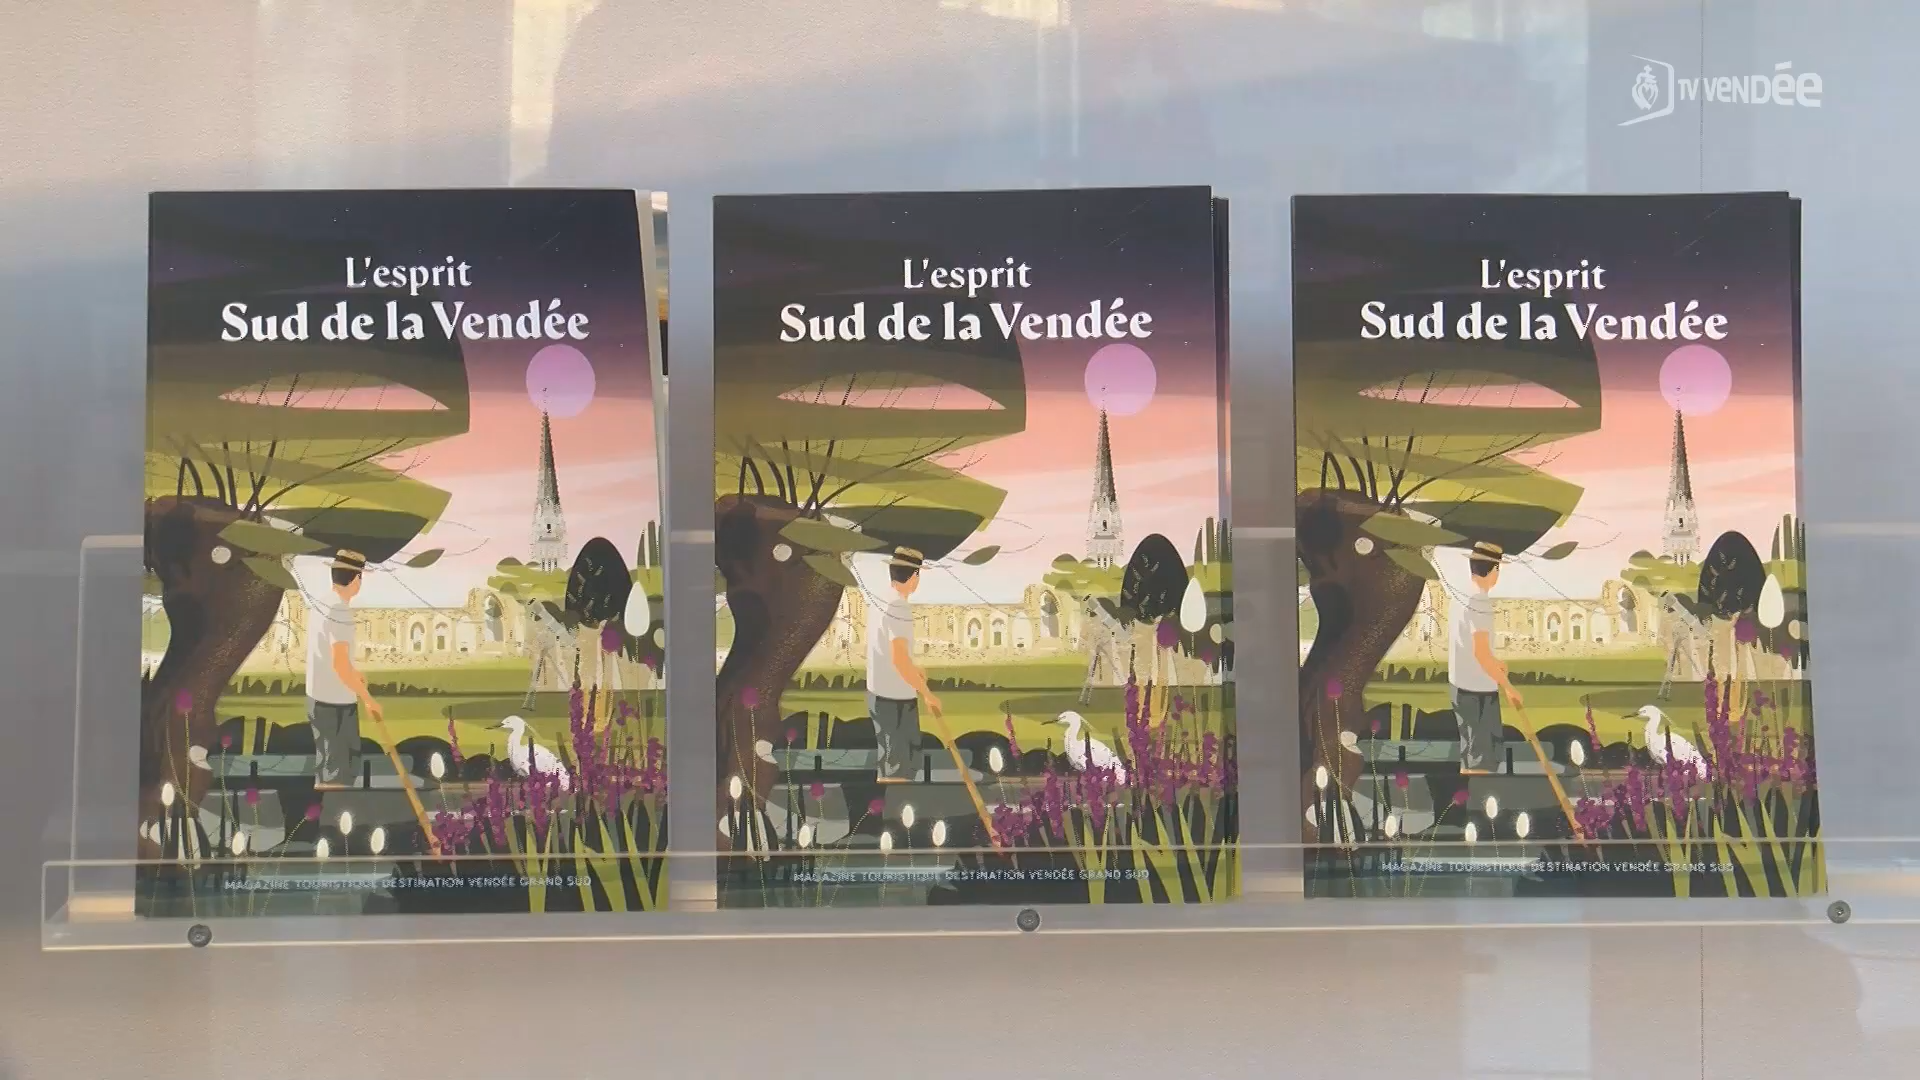 TV VENDÉE
L'esprit
Sud de la Vendée
MAGAZINE TOURISTIQUE DESTINATION VENDÉE GRAND SUD
L'esprit
Sud de la Vendée
MAGAZINE TOURISTIQUE DESTINATION VENDÉE GRAND SUD
L'esprit
Sud de la Vendée
MAGAZINE TOURISTIQUE DESTINATION VENDÉE GRAND SUD